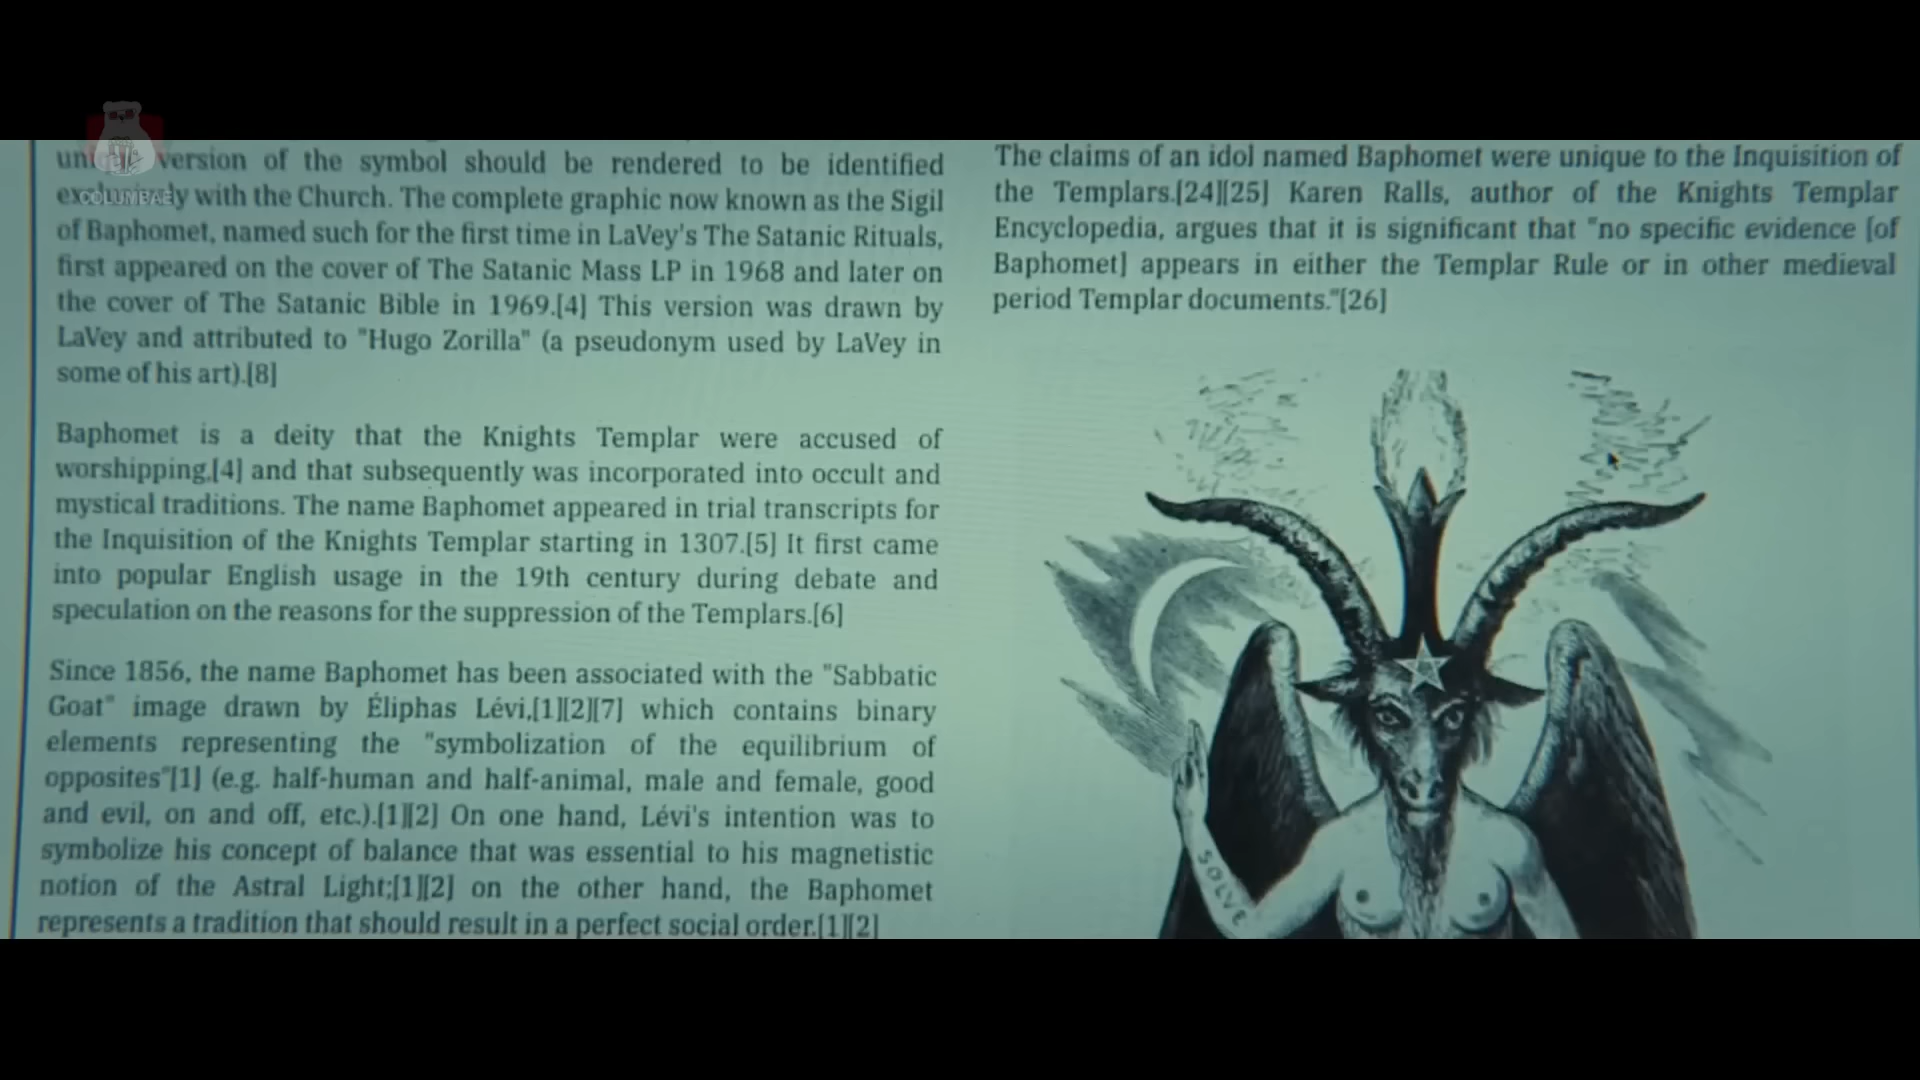 COLUMBAE
version of the symbol should be rendered to be identified
with the Church. The complete graphic now known as the Sigil
of Baphomet, named such for the first time in LaVey's The Satanic Rituals,
first appeared on the cover of The Satanic Mass LP in 1968 and later on
the cover of The Satanic Bible in 1969.[4] This version was drawn by
LaVey and attributed to "Hugo Zorilla" (a pseudonym used by LaVey in
some of his art).[8]
Baphomet is a deity that the Knights Templar were accused of
worshipping,[4] and that subsequently was incorporated into occult and
mystical traditions. The name Baphomet appeared in trial transcripts for
the Inquisition of the Knights Templar starting in 1307.[5] It first came
into popular English usage in the 19th century during debate and
speculation on the reasons for the suppression of the Templars.[6]
Since 1856, the name Baphomet has been associated with the "Sabbatic
Goat" image drawn by Éliphas Lévi,[1][2][7] which contains binary
elements representing the "symbolization of the equilibrium of
opposites"[1] (e.g. half-human and half-animal, male and female, good
and evil, on and off, etc.).[1][2] On one hand, Lévi's intention was to
symbolize his concept of balance that was essential to his magnetistic
notion of the Astral Light;[1][2] on the other hand, the Baphomet
represents a tradition that should result in a perfect social order.[1][2]
The claims of an idol named Baphomet were unique to the Inquisition of
the Templars.[24][25] Karen Ralls, author of the Knights Templar
Encyclopedia, argues that it is significant that "no specific evidence [of
Baphomet] appears in either the Templar Rule or in other medieval
period Templar documents."[26]
SOLVE